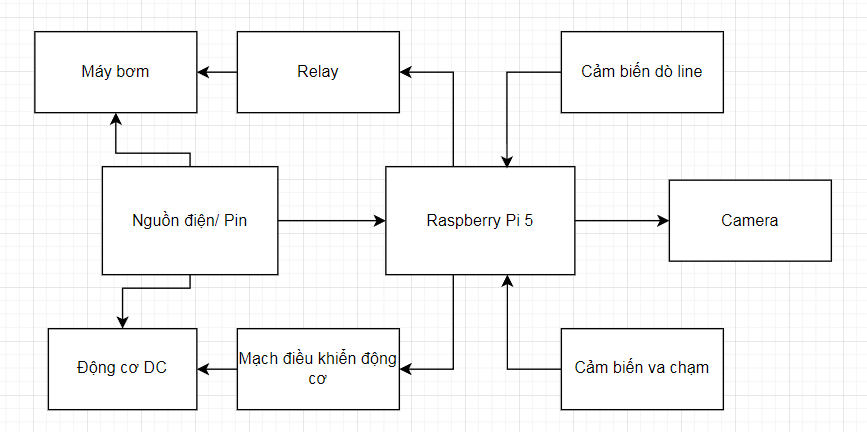 Máy bơm
Relay
Cảm biến dò line
Nguồn điện/ Pin
Raspberry Pi 5
Camera
Động cơ DC
Mạch điều khiển động
cơ
Cảm biến va chạm